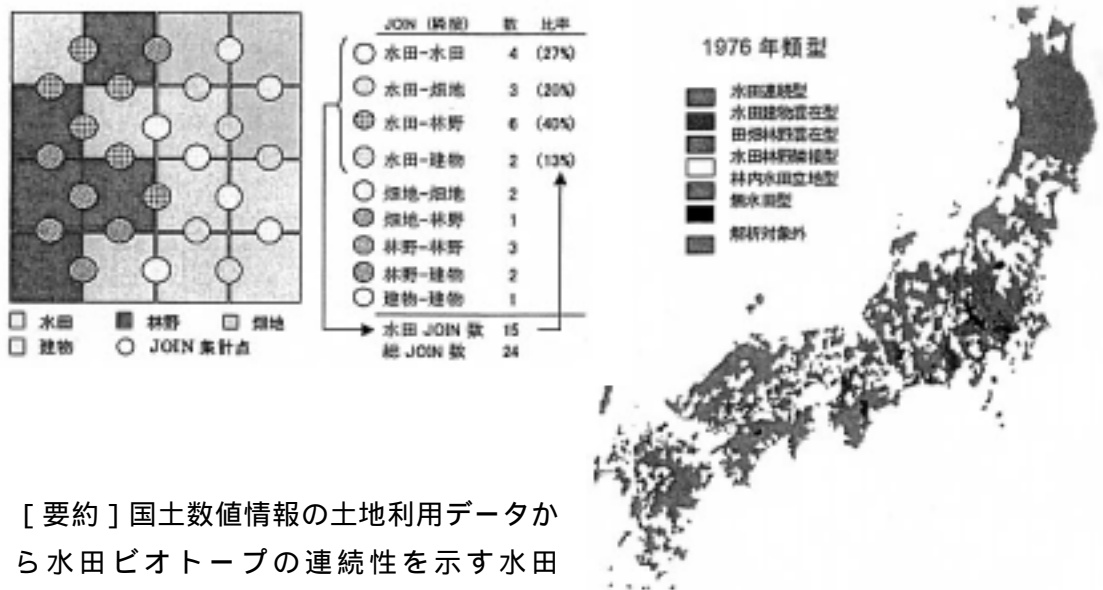 JOIN (隣接) 数 比率
水田-水田 4 (27%)
水田-畑地 3 (20%)
水田-林野 6 (40%)
水田-建物 2 (13%)
畑地-畑地 2
畑地-林野 1
林野-林野 3
林野-建物 2
建物-建物 1
水田 JOIN 数 15
総 JOIN 数 24
水田 林野 畑地
建物 JOIN 集計点
1976 年類型
水田連続型
水田建物混在型
田畑林野混在型
水田林野隣接型
林内水田立地型
無水田型
解析対象外
[ 要約 ] 国土数値情報の土地利用データか
ら水田ビオトープの連続性を示す水田